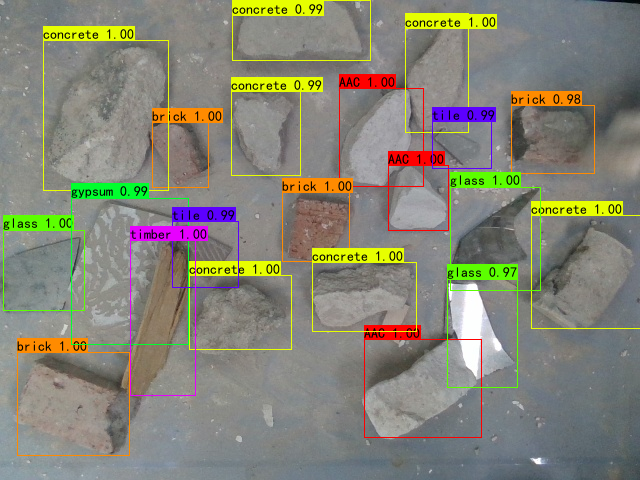 concrete 0.99
concrete 1.00
concrete 1.00
AAC 1.00
concrete 0.99
brick 0.98
brick 1.00
tile 0.99
AAC 1.00
glass 1.00
brick 1.00
gypsum 0.99
concrete 1.00
tile 0.99
glass 1.00
timber 1.00
concrete 1.00
concrete 1.00
glass 0.97
AAC 1.00
brick 1.00